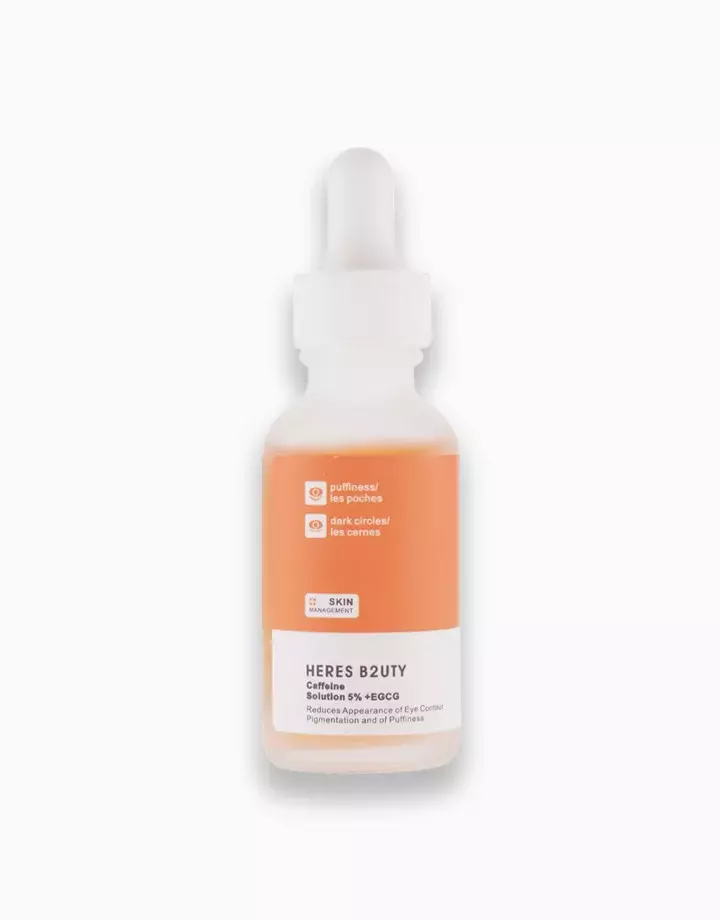 puffiness/
les poches
dark circles/
les cernes
SKIN
MANAGEMENT
HERES B2UTY
Caffeine
Solution 5% +EGCG
Reduces Appearance of Eye Contour
Pigmentation and of Puffiness